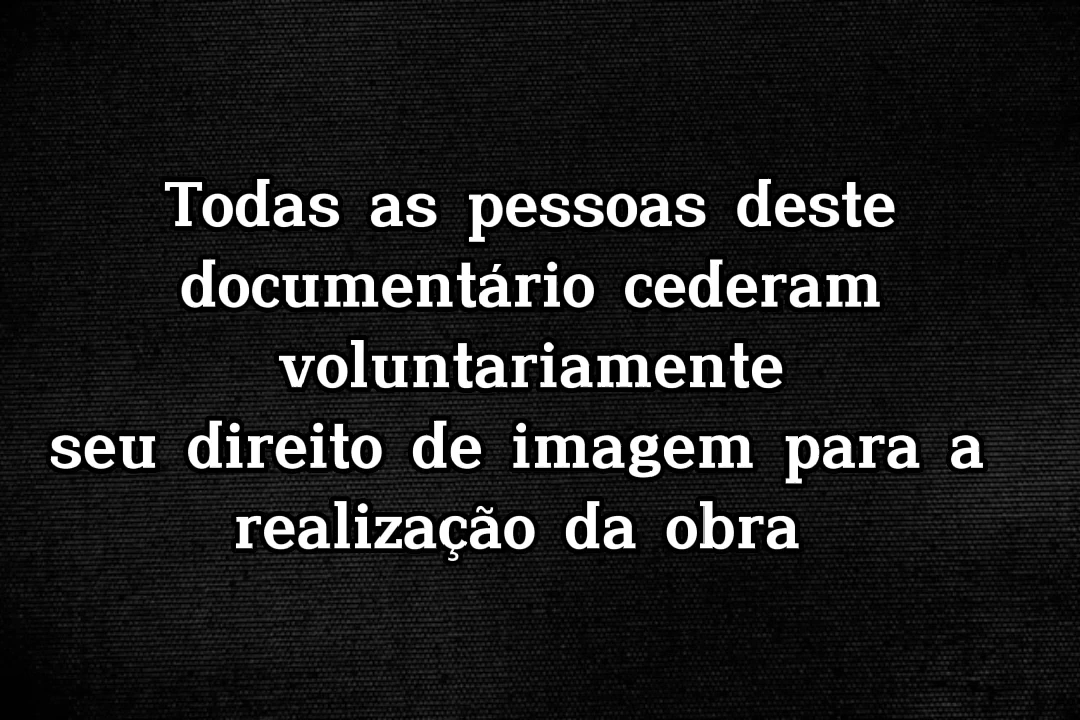 Todas as pessoas deste
documentário cederam
voluntariamente
seu direito de imagem para a
realização da obra